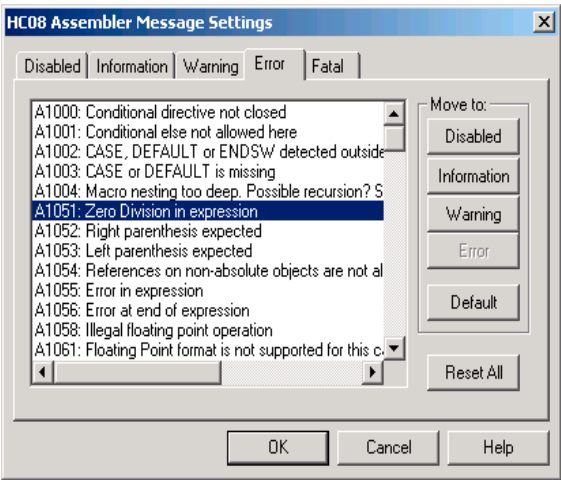 HC08 Assembler Message Settings
Disabled Information Warning Error Fatal
A1000: Conditional directive not closed
A1001: Conditional else not allowed here
A1002: CASE, DEFAULT or ENDSW detected outside
A1003: CASE or DEFAULT is missing
A1004: Macro nesting too deep. Possible recursion? S
A1051: Zero Division in expression
A1052: Right parenthesis expected
A1053: Left parenthesis expected
A1054: References on non-absolute objects are not al
A1055: Error in expression
A1056: Error at end of expression
A1058: Illegal floating point operation
A1061: Floating Point format is not supported for this c
Move to:
Disabled
Information
Warning
Error
Default
Reset All
OK Cancel Help